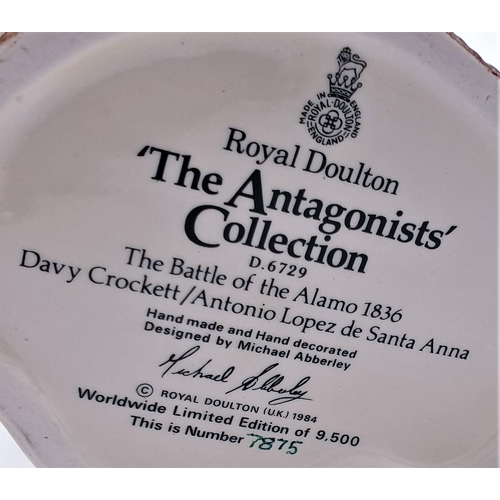 MADE IN ENGLAND
ROYAL·DOULTON
ENGLAND
Royal Doulton
'The Antagonists'
Collection
D.6729
The Battle of the Alamo 1836
Davy Crockett/Antonio Lopez de Santa Anna
Hand made and Hand decorated
Designed by Michael Abberley
Michael Abberley
© ROYAL DOULTON (U.K.) 1984
Worldwide Limited Edition of 9,500
This is Number 7875